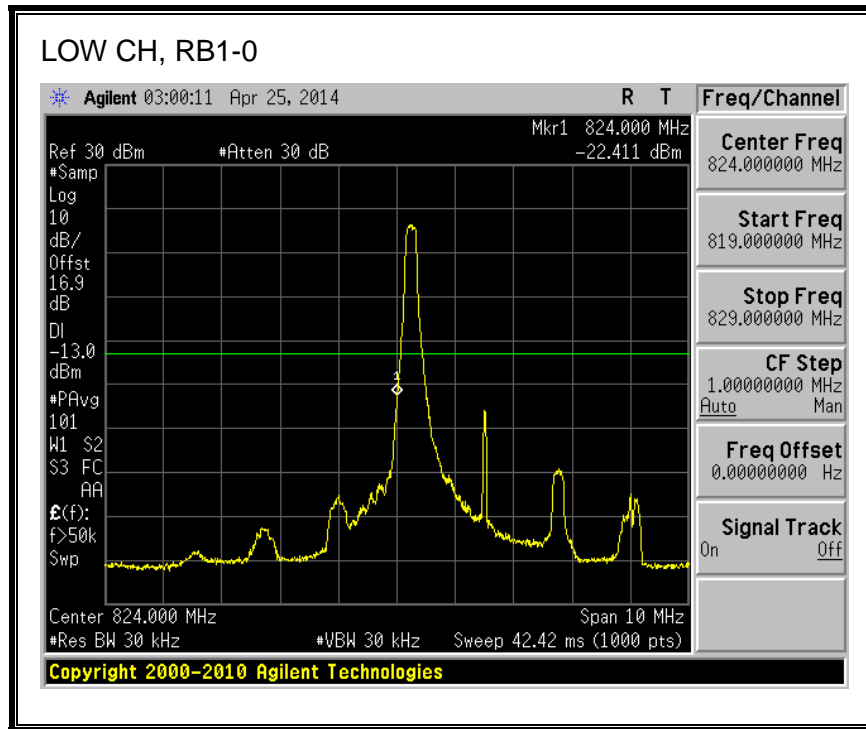 LOW CH, RB1-0
Agilent 03:00:11 Apr 25, 2014 R T
Freq/Channel
Mkr1 824.000 MHz
Ref 30 dBm #Atten 30 dB -22.411 dBm
#Samp
Log
10
dB/
Offst
16.9
dB
DI
-13.0
dBm
#PAvg
101
W1 S2
S3 FC
AA
£(f):
f>50k
Swp
1
Center 824.000 MHz Span 10 MHz
#Res BW 30 kHz #VBW 30 kHz Sweep 42.42 ms (1000 pts)
Center Freq
824.000000 MHz
Start Freq
819.000000 MHz
Stop Freq
829.000000 MHz
CF Step
1.00000000 MHz
Auto Man
Freq Offset
0.00000000 Hz
Signal Track
On Off
Copyright 2000-2010 Agilent Technologies